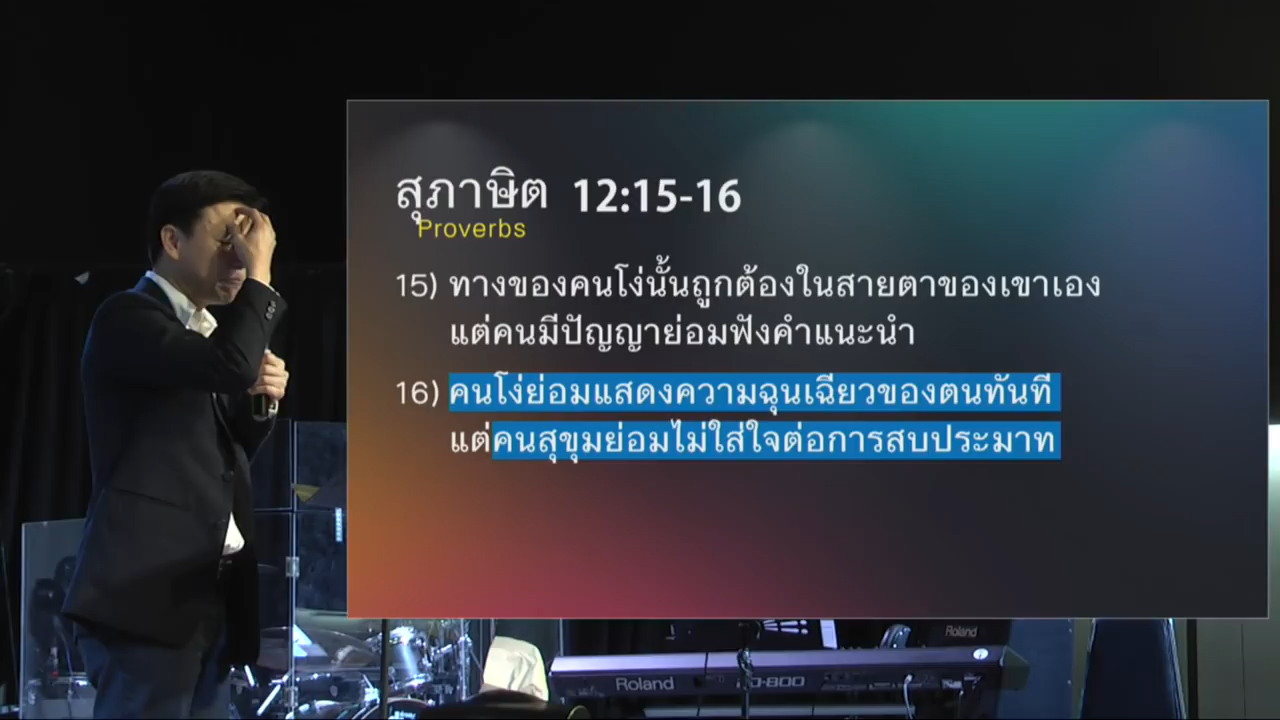 สุภาษิต 12:15-16
Proverbs
15) ทางของคนโง่นั้นถูกต้องในสายตาของเขาเอง
แต่คนมีปัญญาย่อมฟังคำแนะนำ
16) คนโง่ย่อมแสดงความฉุนเฉียวของตนทันที
แต่คนสุขุมย่อมไม่ใส่ใจต่อการสบประมาท
Roland
Roland